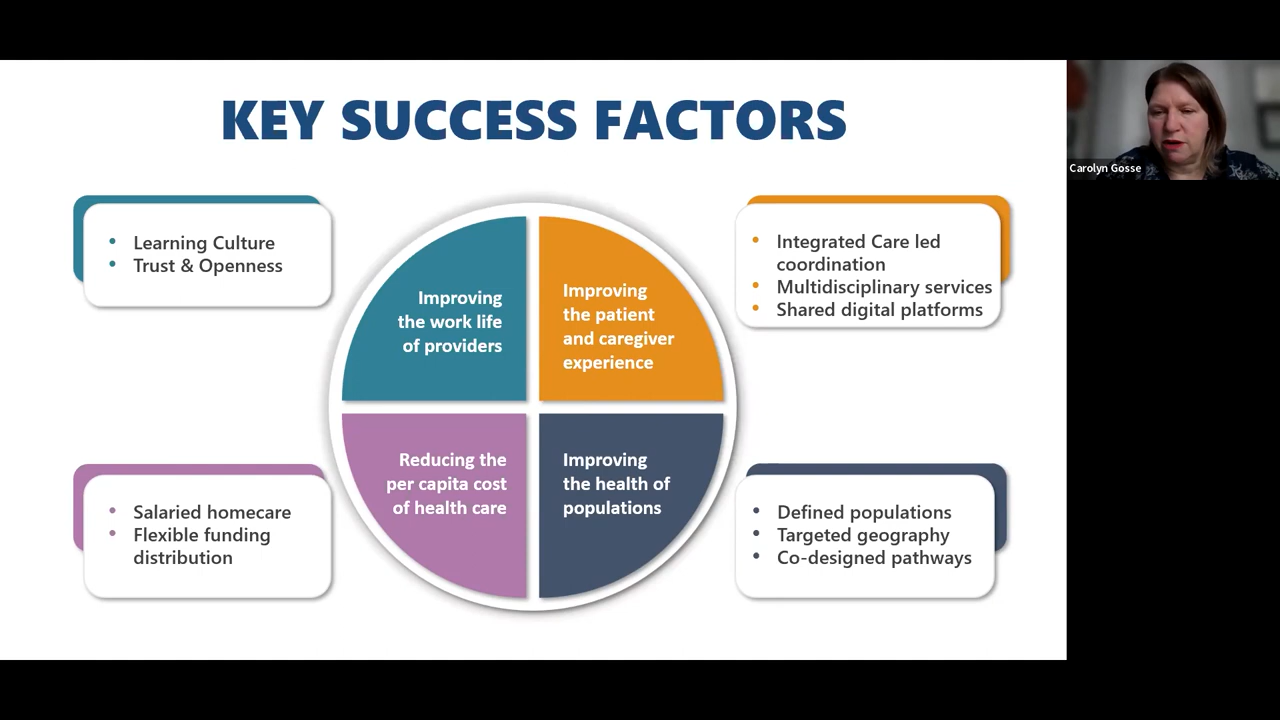 KEY SUCCESS FACTORS
Carolyn Gosse
• Learning Culture
• Trust & Openness
Improving
the work life
of providers
Improving
the patient
and caregiver
experience
• Integrated Care led
coordination
• Multidisciplinary services
• Shared digital platforms
• Salaried homecare
• Flexible funding
distribution
Reducing the
per capita cost
of health care
Improving
the health of
populations
• Defined populations
• Targeted geography
• Co-designed pathways